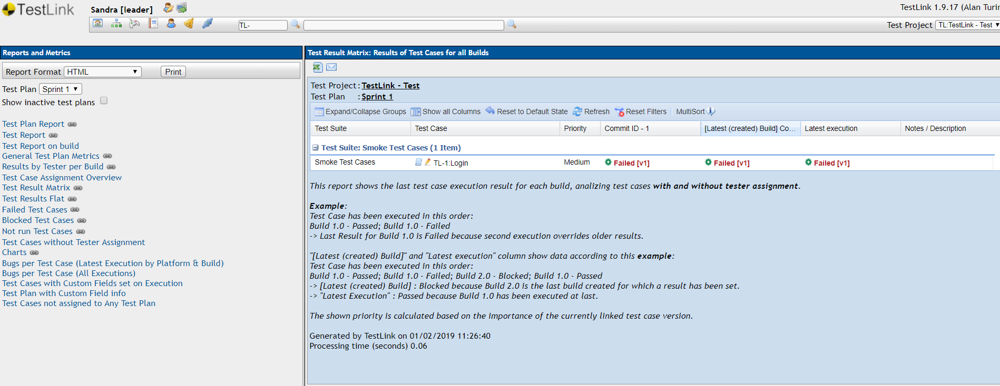 TestLink
Sandra [leader]
TestLink 1.9.17 (Alan Turin
TL-
Test Project TL:TestLink - Test
Reports and Metrics
Report Format HTML Print
Test Plan Sprint 1
Show inactive test plans
Test Plan Report
Test Report
Test Report on build
General Test Plan Metrics
Results by Tester per Build
Test Case Assignment Overview
Test Result Matrix
Test Results Flat
Failed Test Cases
Blocked Test Cases
Not run Test Cases
Test Cases without Tester Assignment
Charts
Bugs per Test Case (Latest Execution by Platform & Build)
Bugs per Test Case (All Executions)
Test Cases with Custom Fields set on Execution
Test Plan with Custom Field info
Test Cases not assigned to Any Test Plan
Test Result Matrix: Results of Test Cases for all Builds
Test Project : TestLink - Test
Test Plan : Sprint 1
Expand/Collapse Groups Show all Columns Reset to Default State Refresh Reset Filters MultiSort
Test Suite Test Case Priority Commit ID - 1 [Latest (created) Build] Co... Latest execution Notes / Description
Test Suite: Smoke Test Cases (1 Item)
Smoke Test Cases TL-1:Login Medium Failed [v1] Failed [v1] Failed [v1]
This report shows the last test case execution result for each build, analizing test cases with and without tester assignment.
Example:
Test Case has been executed in this order:
Build 1.0 - Passed; Build 1.0 - Failed
-> Last Result for Build 1.0 is Failed because second execution overrides older results.
"[Latest (created) Build]" and "Latest execution" column show data according to this example:
Test Case has been executed in this order:
Build 1.0 - Passed; Build 1.0 - Failed; Build 2.0 - Blocked; Build 1.0 - Passed
-> [Latest (created) Build] : Blocked because Build 2.0 is the last build created for which a result has been set.
-> "Latest Execution" : Passed because Build 1.0 has been executed at last.
The shown priority is calculated based on the importance of the currently linked test case version.
Generated by TestLink on 01/02/2019 11:26:40
Processing time (seconds) 0.06